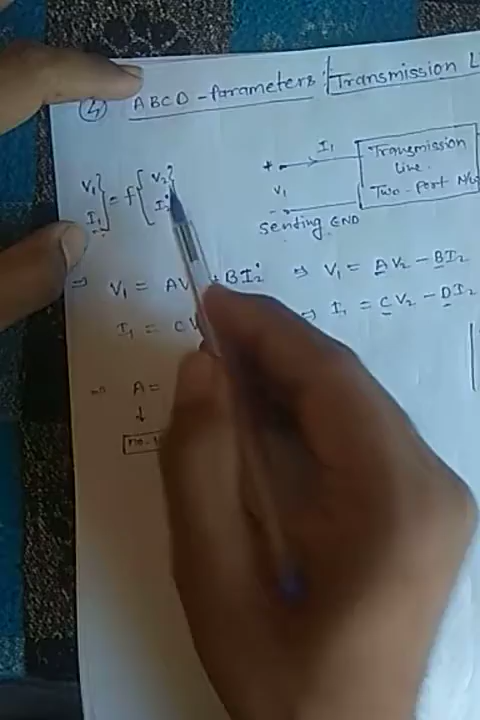 ④ ABCD - Parameters / Transmission L
V₁ } = f { V₂ }
I₁ I₂'
I₁
+
V₁
-
Transmission
Line.
Two-Port N/W
sending END
⇒ V₁ = AV + BI₂' ⇒ V₁ = AV₂ - BI₂
I₁ = CV ⇒ I₁ = CV₂ - DI₂
A =
↓